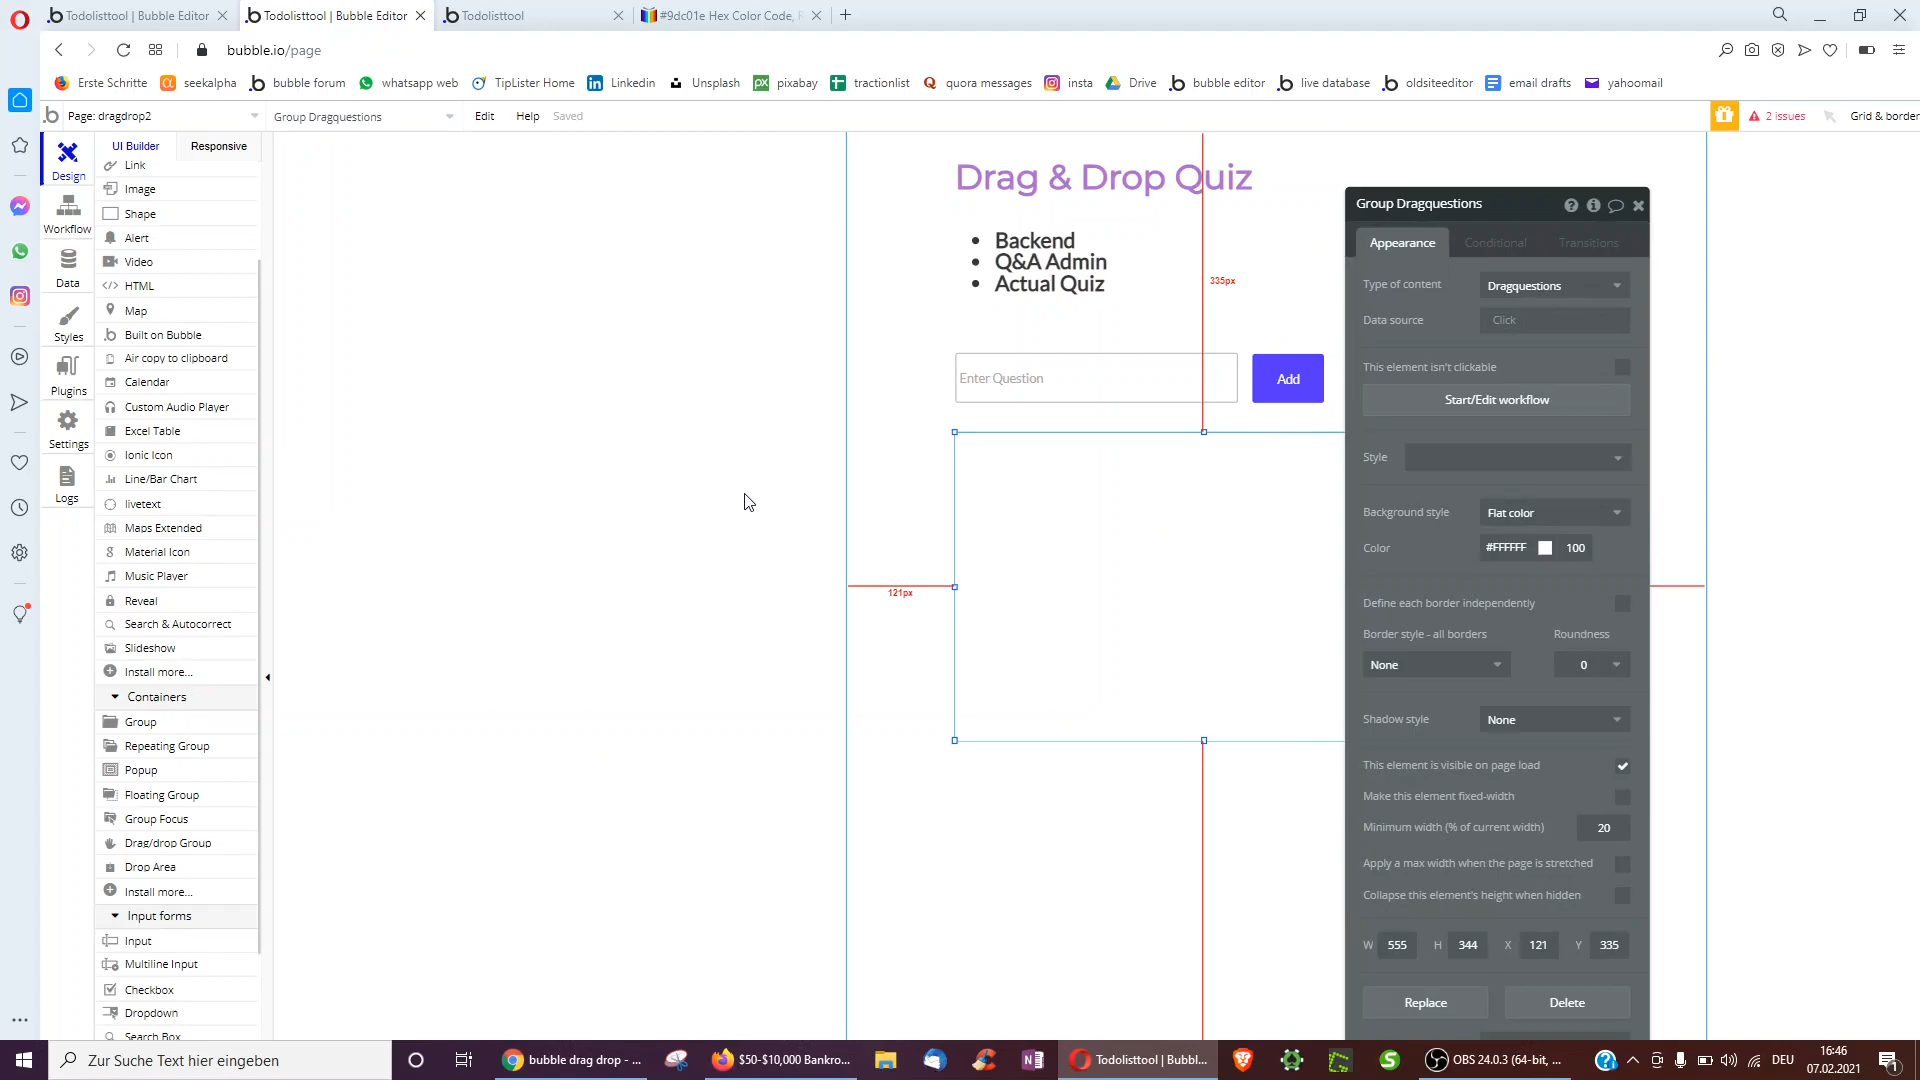 Todolisttool | Bubble Editor
Todolisttool | Bubble Editor
Todolisttool
#9dc01e Hex Color Code, R
bubble.io/page
Erste Schritte
seekalpha
bubble forum
whatsapp web
TipLister Home
Linkedin
Unsplash
pixabay
tractionlist
quora messages
insta
Drive
bubble editor
live database
oldsiteeditor
email drafts
yahoomail
Page: dragdrop2
Group Dragquestions
Edit
Help
Saved
2 issues
Grid & border
Design
Workflow
Data
Styles
Plugins
Settings
Logs
UI Builder
Responsive
Link
Image
Shape
Alert
Video
HTML
Map
Built on Bubble
Air copy to clipboard
Calendar
Custom Audio Player
Excel Table
Ionic Icon
Line/Bar Chart
livetext
Maps Extended
Material Icon
Music Player
Reveal
Search & Autocorrect
Slideshow
Install more...
Containers
Group
Repeating Group
Popup
Floating Group
Group Focus
Drag/drop Group
Drop Area
Install more...
Input forms
Input
Multiline Input
Checkbox
Dropdown
Search Box
Drag & Drop Quiz
Backend
Q&A Admin
Actual Quiz
335px
Enter Question
Add
121px
Group Dragquestions
Appearance
Conditional
Transitions
Type of content
Dragquestions
Data source
Click
This element isn't clickable
Start/Edit workflow
Style
Background style
Flat color
Color
#FFFFFF
100
Define each border independently
Border style - all borders
Roundness
None
0
Shadow style
None
This element is visible on page load
Make this element fixed-width
Minimum width (% of current width)
20
Apply a max width when the page is stretched
Collapse this element's height when hidden
W 555 H 344 X 121 Y 335
Replace
Delete
Zur Suche Text hier eingeben
bubble drag drop - ...
$50-$10,000 Bankro...
Todolisttool | Bubbl...
OBS 24.0.3 (64-bit, ...
DEU
16:46
07.02.2021
1